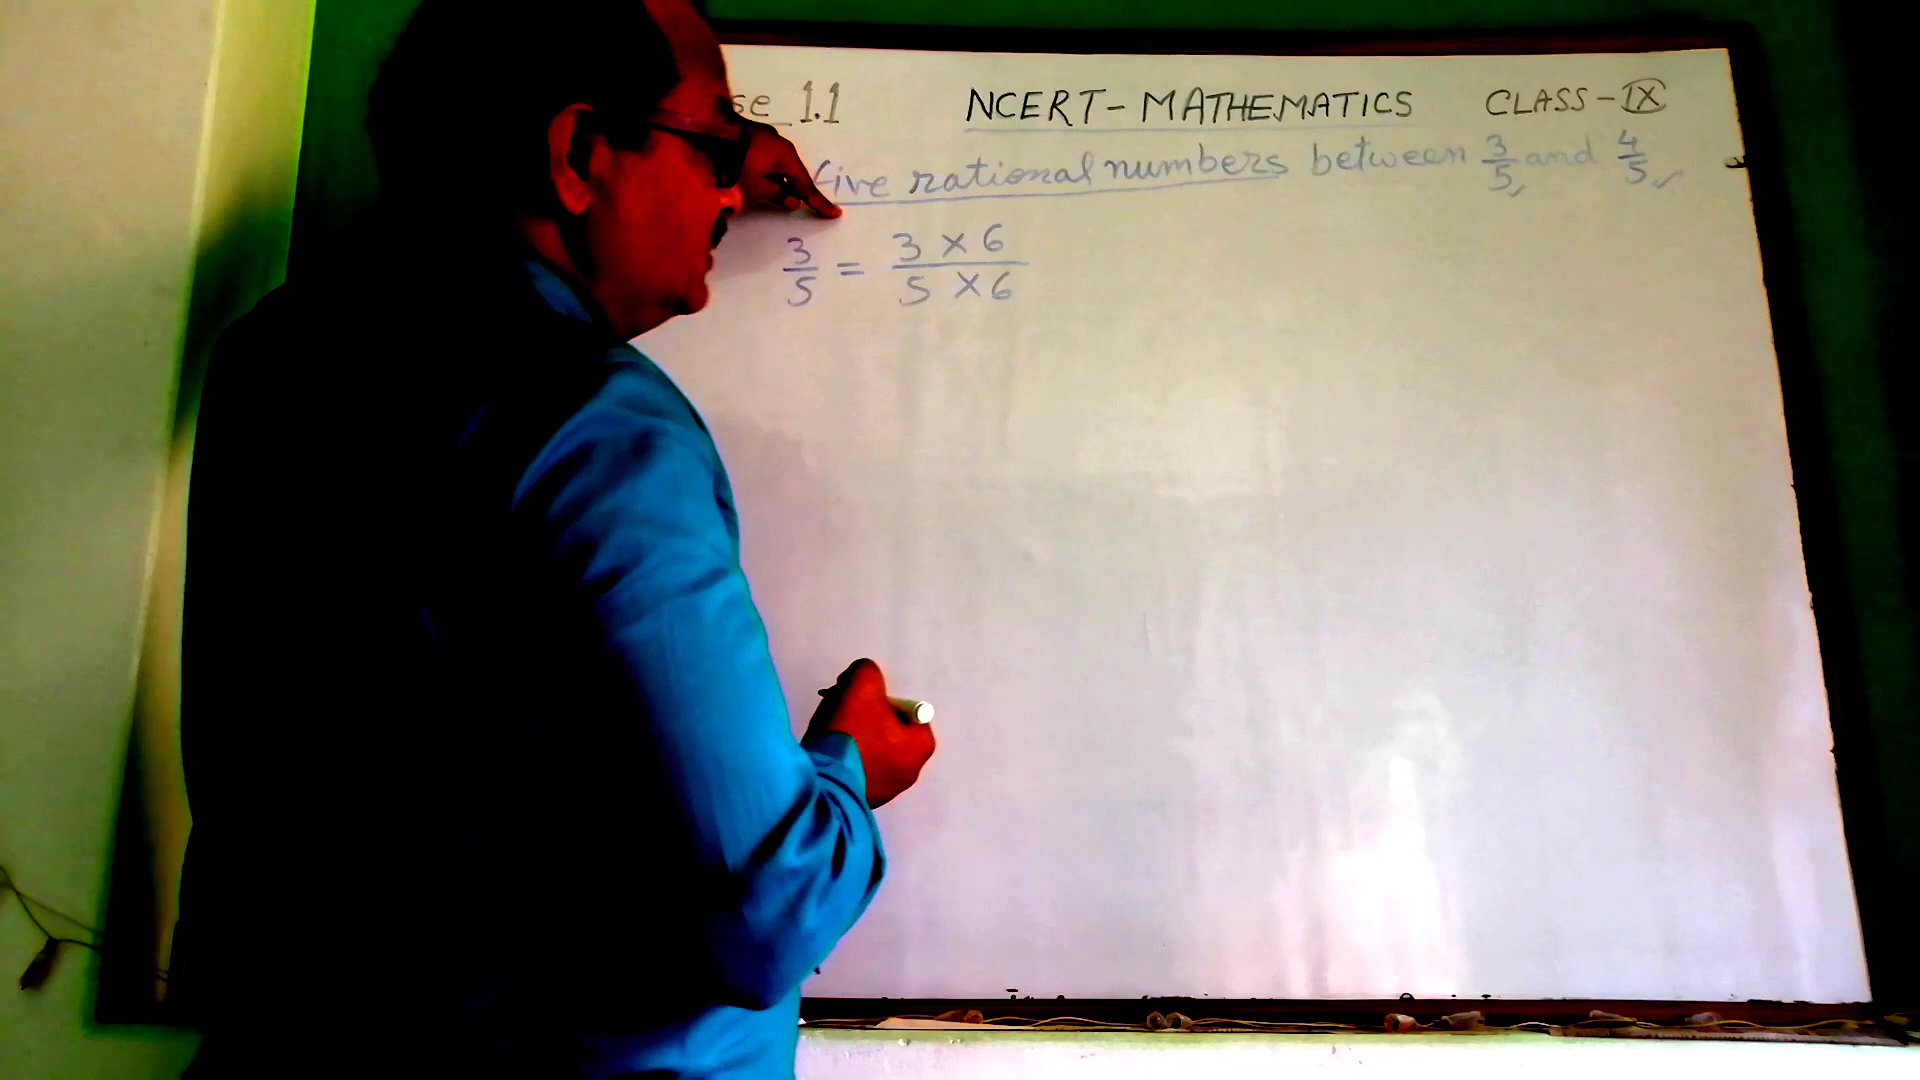 se 1.1 NCERT-MATHEMATICS CLASS-IX
five rational numbers between 3/5 and 4/5
3/5 = 3 × 6 / 5 × 6